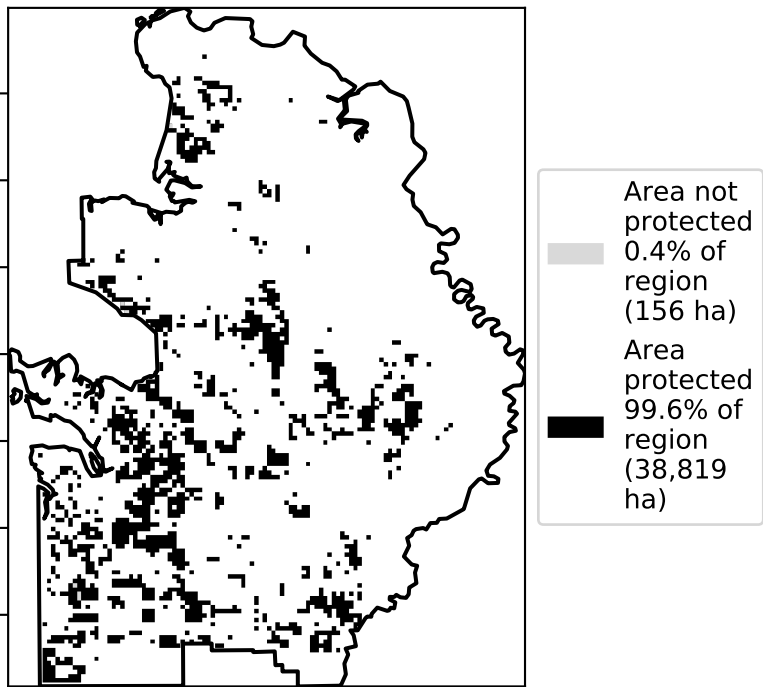 Area not
protected
0.4% of
region
(156 ha)
Area
protected
99.6% of
region
(38,819
ha)